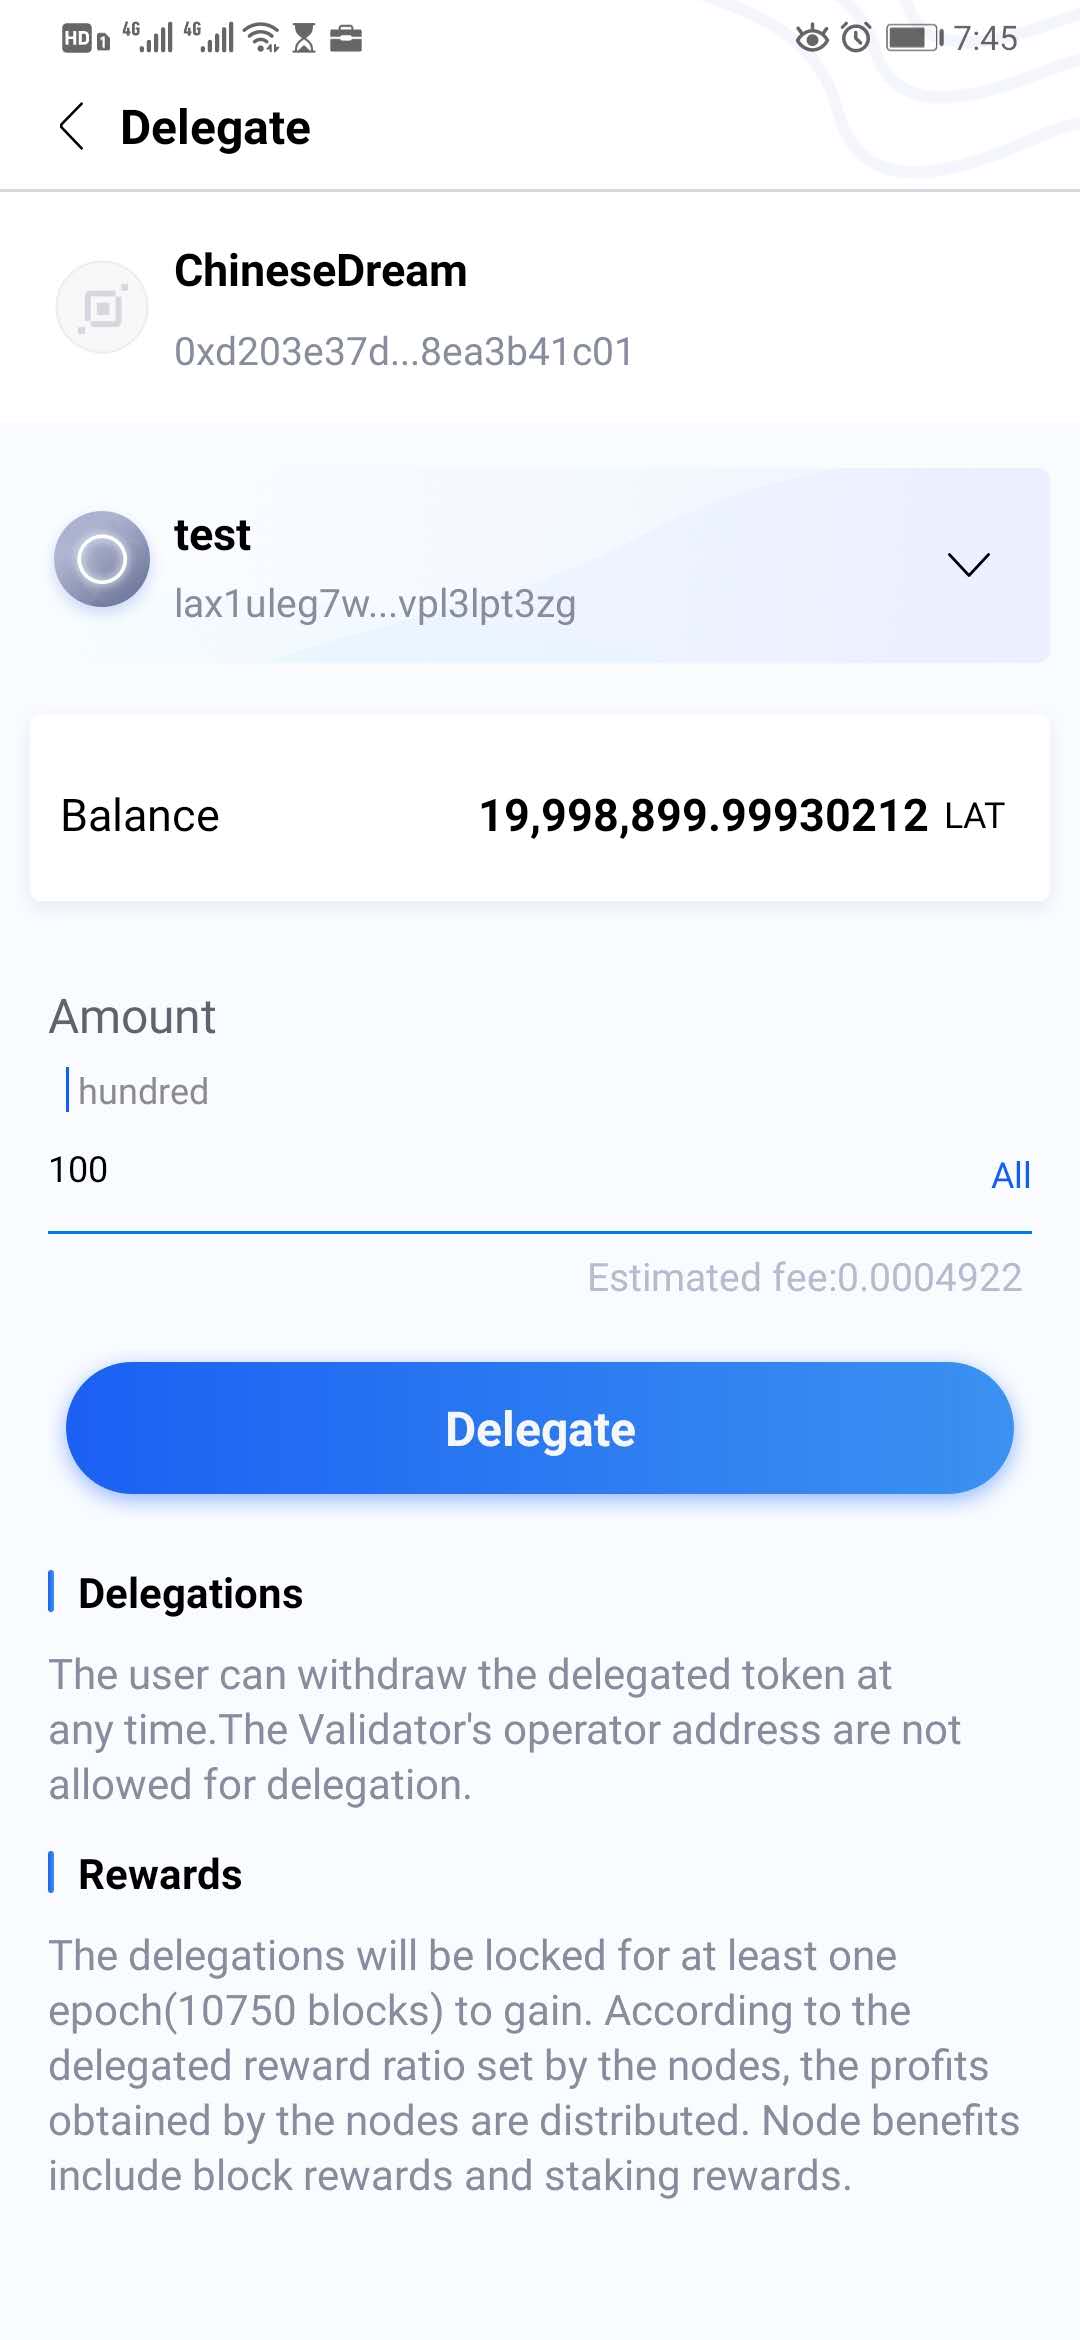 HD 1 4G 4G 7:45
Delegate
ChineseDream
0xd203e37d...8ea3b41c01
test
lax1uleg7w...vpl3lpt3zg
Balance 19,998,899.99930212 LAT
Amount
hundred
100 All
Estimated fee:0.0004922
Delegate
Delegations
The user can withdraw the delegated token at
any time.The Validator's operator address are not
allowed for delegation.
Rewards
The delegations will be locked for at least one
epoch(10750 blocks) to gain. According to the
delegated reward ratio set by the nodes, the profits
obtained by the nodes are distributed. Node benefits
include block rewards and staking rewards.